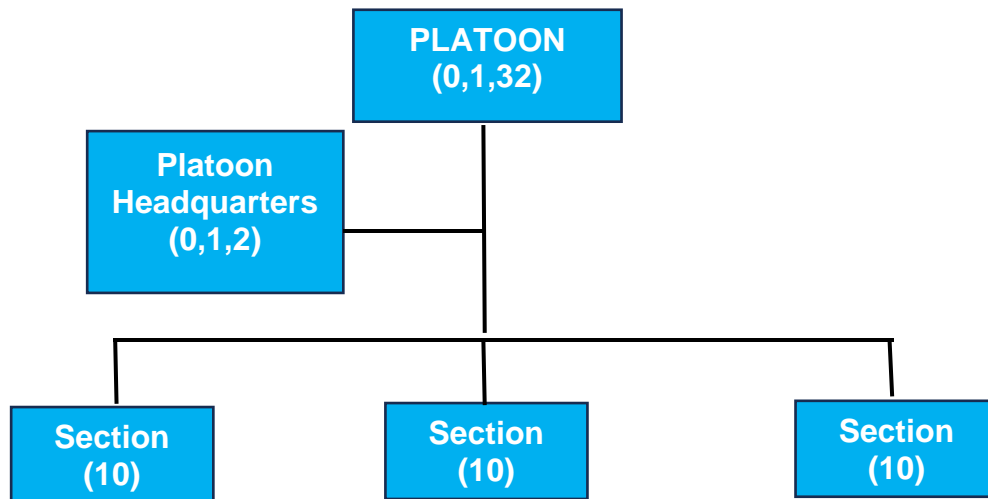 PLATOON
(0,1,32)
Platoon
Headquarters
(0,1,2)
Section
(10)
Section
(10)
Section
(10)